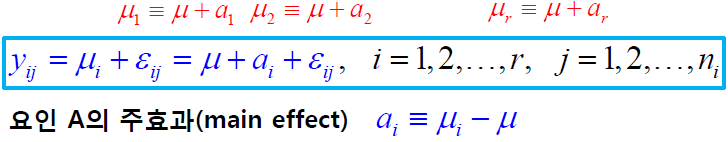 μ₁ ≡ μ + a₁ μ₂ ≡ μ + a₂ μᵣ ≡ μ + aᵣ
yᵢⱼ = μᵢ + εᵢⱼ = μ + aᵢ + εᵢⱼ, i = 1, 2, …, r, j = 1, 2, …, nᵢ
요인 A의 주효과(main effect) aᵢ ≡ μᵢ − μ